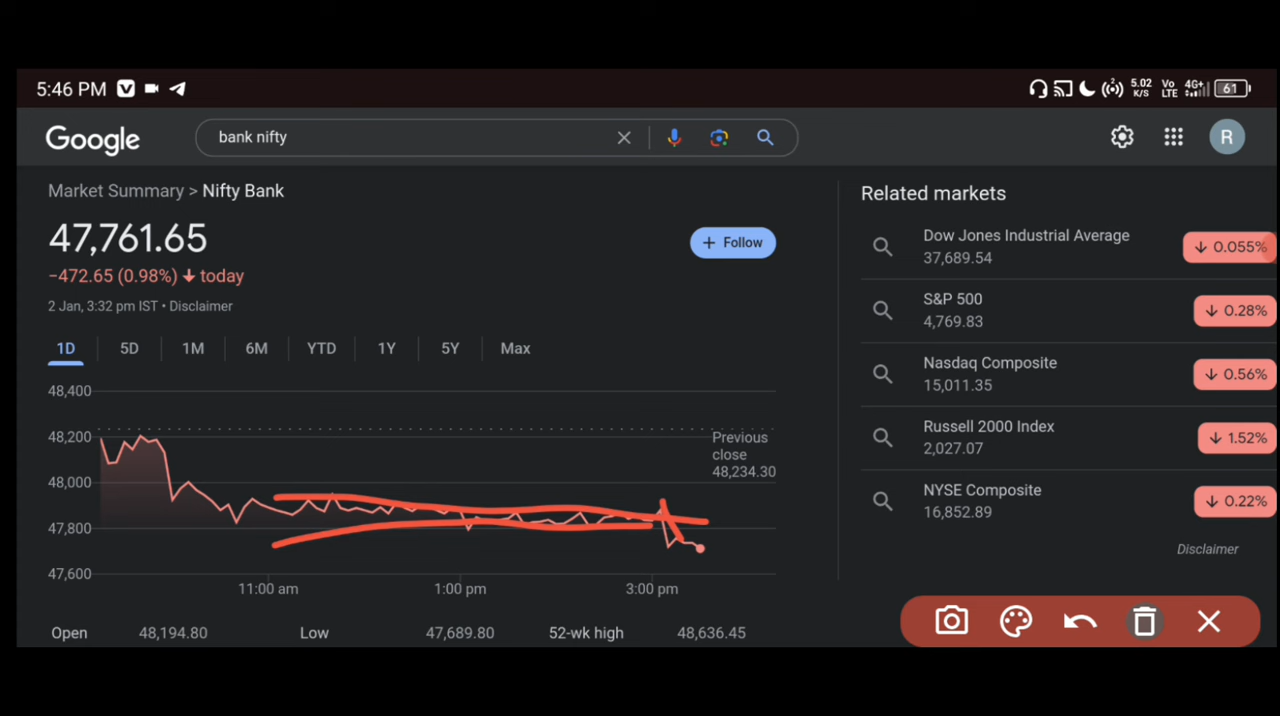 5:46 PM
5.02 K/S Vo LTE 4G+ 61
Google
bank nifty
R
Market Summary > Nifty Bank
47,761.65
+ Follow
−472.65 (0.98%) ↓ today
2 Jan, 3:32 pm IST • Disclaimer
1D 5D 1M 6M YTD 1Y 5Y Max
48,400
48,200
48,000
47,800
47,600
Previous
close
48,234.30
11:00 am 1:00 pm 3:00 pm
Open 48,194.80 Low 47,689.80 52-wk high 48,636.45
Related markets
Dow Jones Industrial Average
37,689.54
↓ 0.055%
S&P 500
4,769.83
↓ 0.28%
Nasdaq Composite
15,011.35
↓ 0.56%
Russell 2000 Index
2,027.07
↓ 1.52%
NYSE Composite
16,852.89
↓ 0.22%
Disclaimer